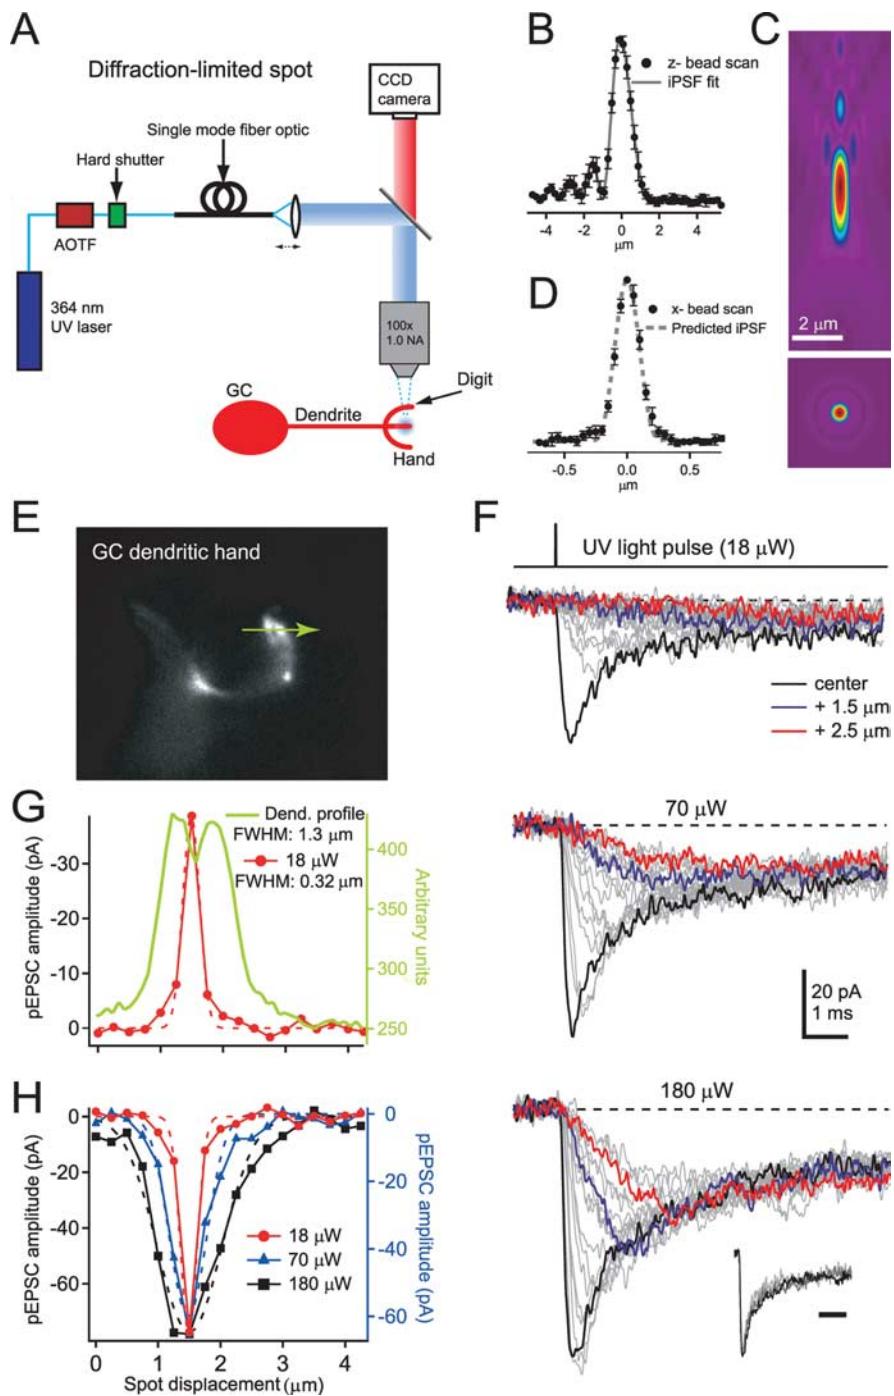 A
Diffraction-limited spot
CCD
camera
Single mode fiber optic
Hard shutter
AOTF
364 nm
UV laser
100x
1.0 NA
GC
Dendrite
Digit
Hand
B
z- bead scan
iPSF fit
-4 -2 0 2 4
μm
C
2 μm
D
x- bead scan
Predicted iPSF
-0.5 0.0 0.5
μm
E
GC dendritic hand
F
UV light pulse (18 μW)
center
+ 1.5 μm
+ 2.5 μm
70 μW
20 pA
1 ms
180 μW
G
Dend. profile
FWHM: 1.3 μm
18 μW
FWHM: 0.32 μm
pEPSC amplitude (pA)
-30
-20
-10
0
Arbitrary units
400
350
300
250
H
pEPSC amplitude (pA)
0
-20
-40
-60
18 μW
70 μW
180 μW
pEPSC amplitude
(pA)
0
-20
-40
-60
0 1 2 3 4
Spot displacement (μm)